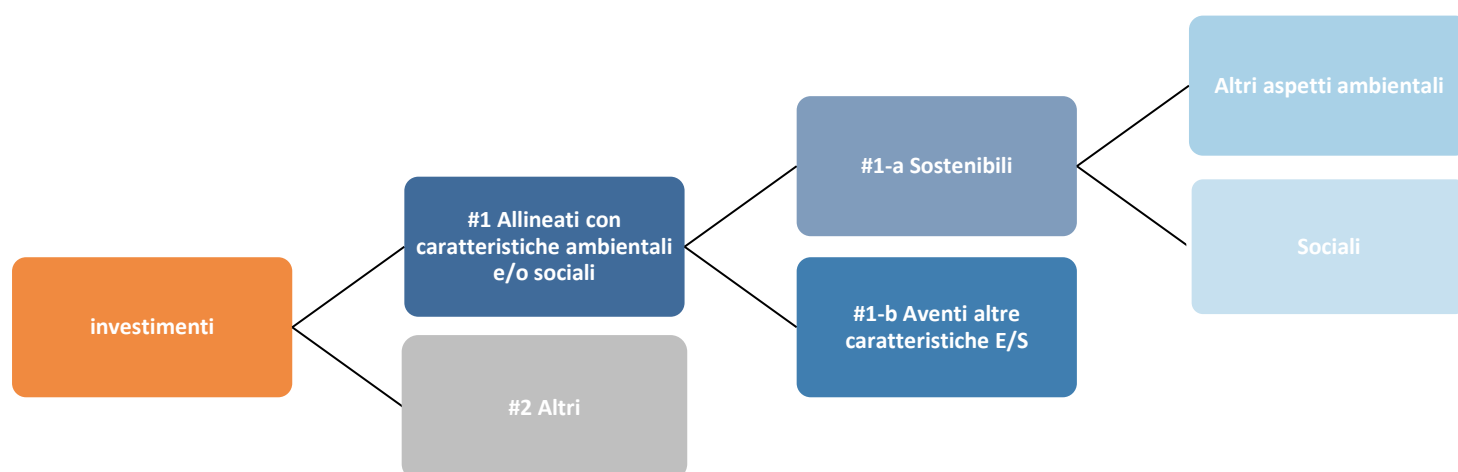 investimenti
#1 Allineati con
caratteristiche ambientali
e/o sociali
#2 Altri
#1-a Sostenibili
#1-b Aventi altre
caratteristiche E/S
Altri aspetti ambientali
Sociali